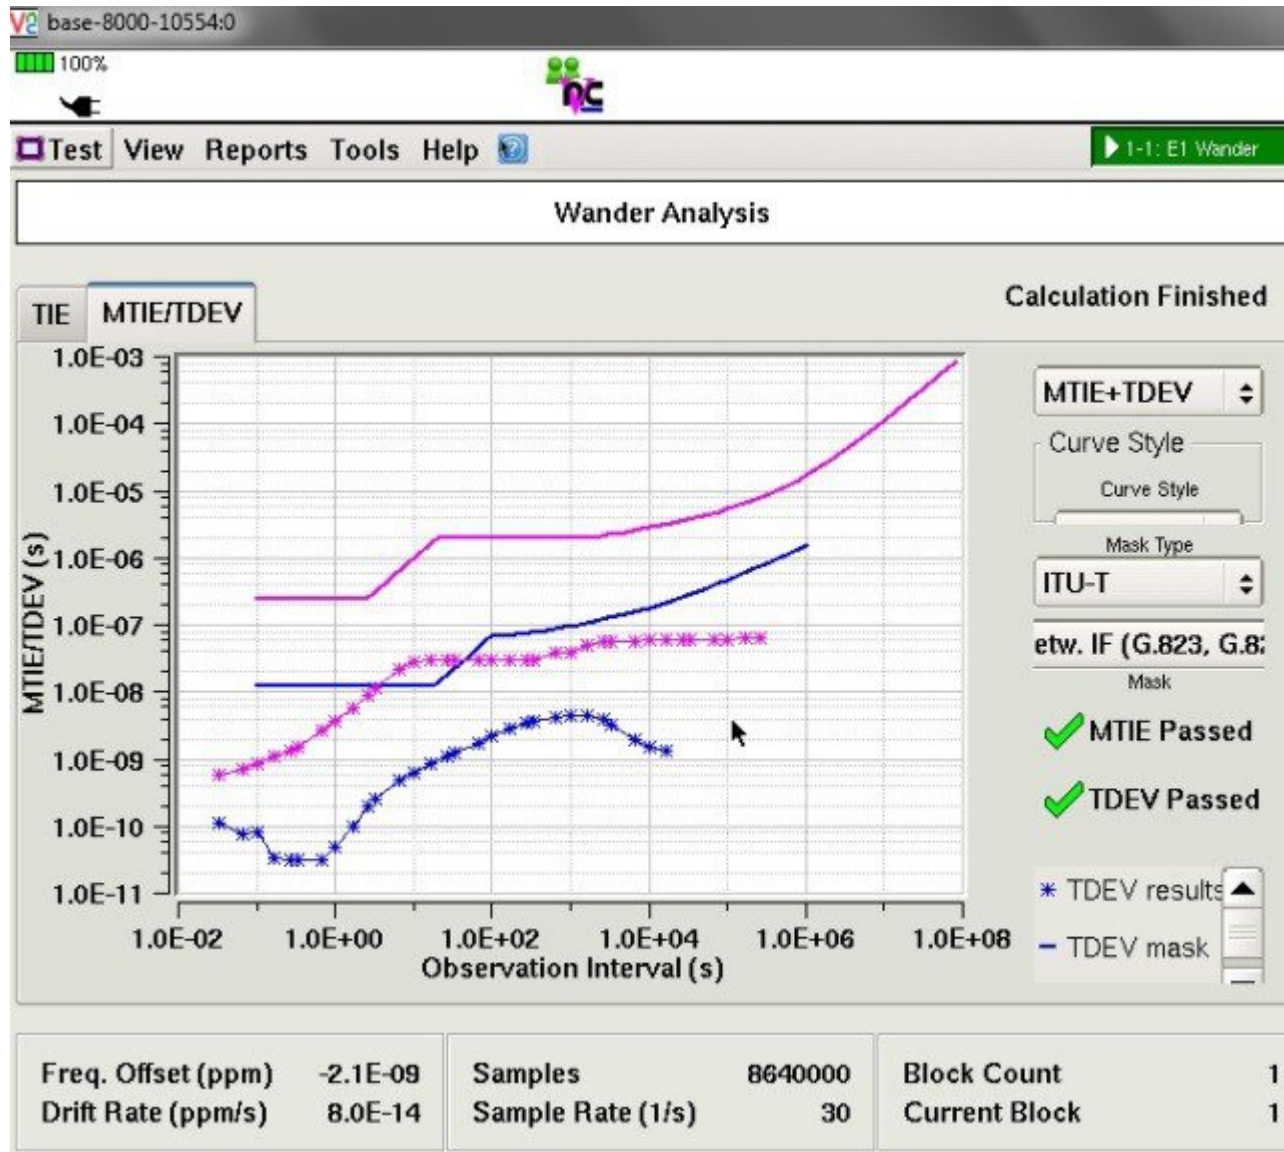 V2 base-8000-10554:0
100%
nc
Test View Reports Tools Help
1-1: E1 Wander
Wander Analysis
TIE MTIE/TDEV
Calculation Finished
1.0E-03
1.0E-04
1.0E-05
1.0E-06
1.0E-07
1.0E-08
1.0E-09
1.0E-10
1.0E-11
MTIE/TDEV (s)
1.0E-02 1.0E+00 1.0E+02 1.0E+04 1.0E+06 1.0E+08
Observation Interval (s)
MTIE+TDEV
Curve Style
Curve Style
Mask Type
ITU-T
etw. IF (G.823, G.82
Mask
MTIE Passed
TDEV Passed
TDEV results
TDEV mask
Freq. Offset (ppm) -2.1E-09
Drift Rate (ppm/s) 8.0E-14
Samples 8640000
Sample Rate (1/s) 30
Block Count 1
Current Block 1